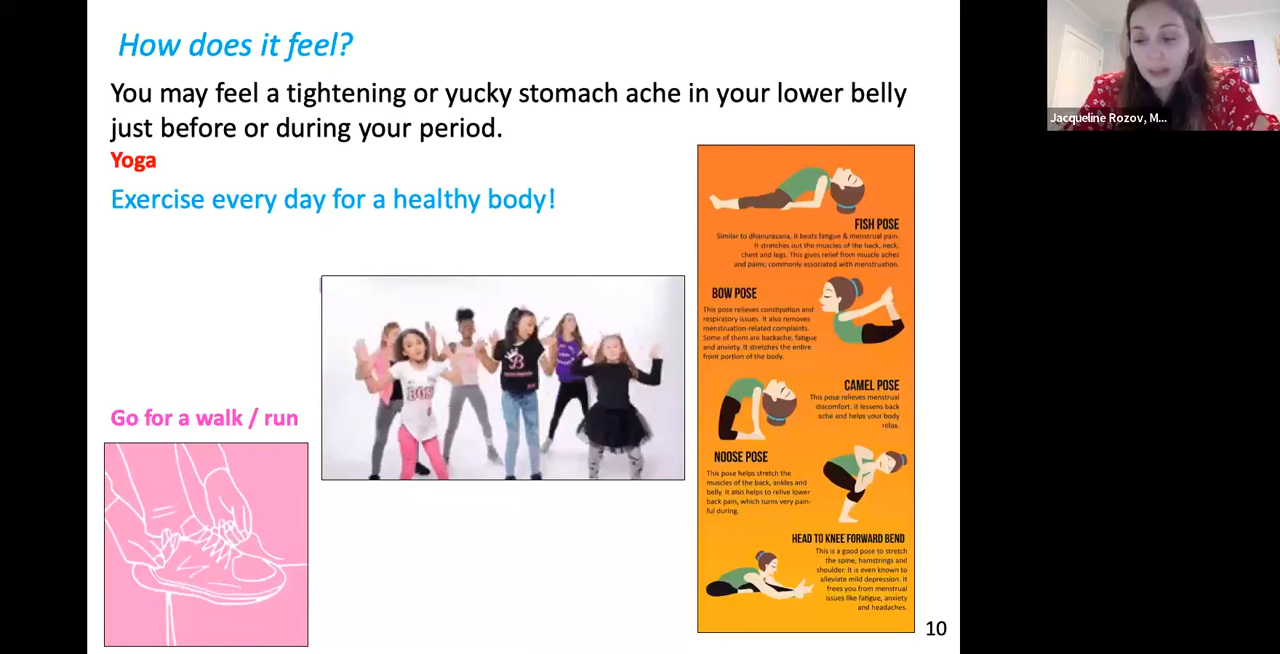 How does it feel?
You may feel a tightening or yucky stomach ache in your lower belly
just before or during your period.
Yoga
Exercise every day for a healthy body!
Go for a walk / run
FISH POSE
Similar to dhanurasana, it beats fatigue & menstrual pain.
It stretches out the muscles of the back, neck,
chest and legs. This gives relief from muscle aches
and pains, commonly associated with menstruation.
BOW POSE
This pose relieves constipation and
respiratory issues. It also removes
menstruation-related complaints.
Some of them are backache, fatigue
and anxiety. It stretches the entire
front portion of the body.
CAMEL POSE
This pose relieves menstrual
discomfort. It lessens back
ache and helps your body
relax.
NOOSE POSE
This pose helps stretch the
muscles of the back, ankles and
belly. It also helps to relive lower
back pain, which turns very pain-
ful during.
HEAD TO KNEE FORWARD BEND
This is a good pose to stretch
the spine, hamstrings and
shoulder. It is even known to
alleviate mild depression. It
frees you from menstrual
issues like fatigue, anxiety
and headaches.
10
Jacqueline Rozov, M...
B